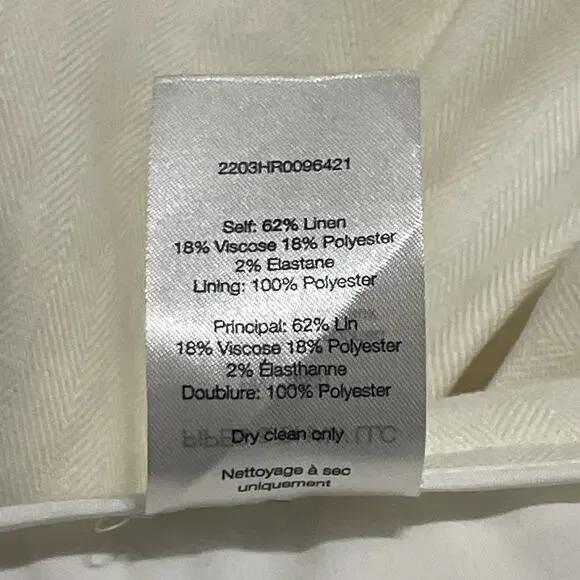 2203HR0096421
Self: 62% Linen
18% Viscose 18% Polyester
2% Elastane
Lining: 100% Polyester
Principal: 62% Lin
18% Viscose 18% Polyester
2% Élasthanne
Doublure: 100% Polyester
Dry clean only
Nettoyage à sec
uniquement